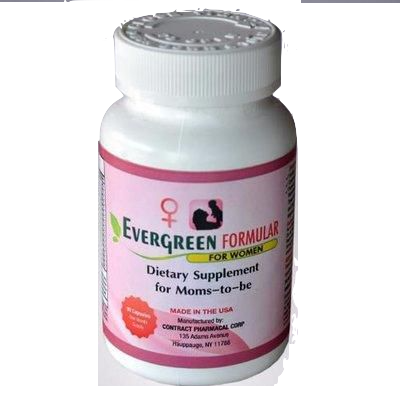 EVERGREEN FORMULAR
FOR WOMEN
Dietary Supplement
for Moms-to-be
MADE IN THE USA
Manufactured by:
CONTRACT PHARMACAL CORP
135 Adams Avenue
Hauppauge, NY 11788
Capsules